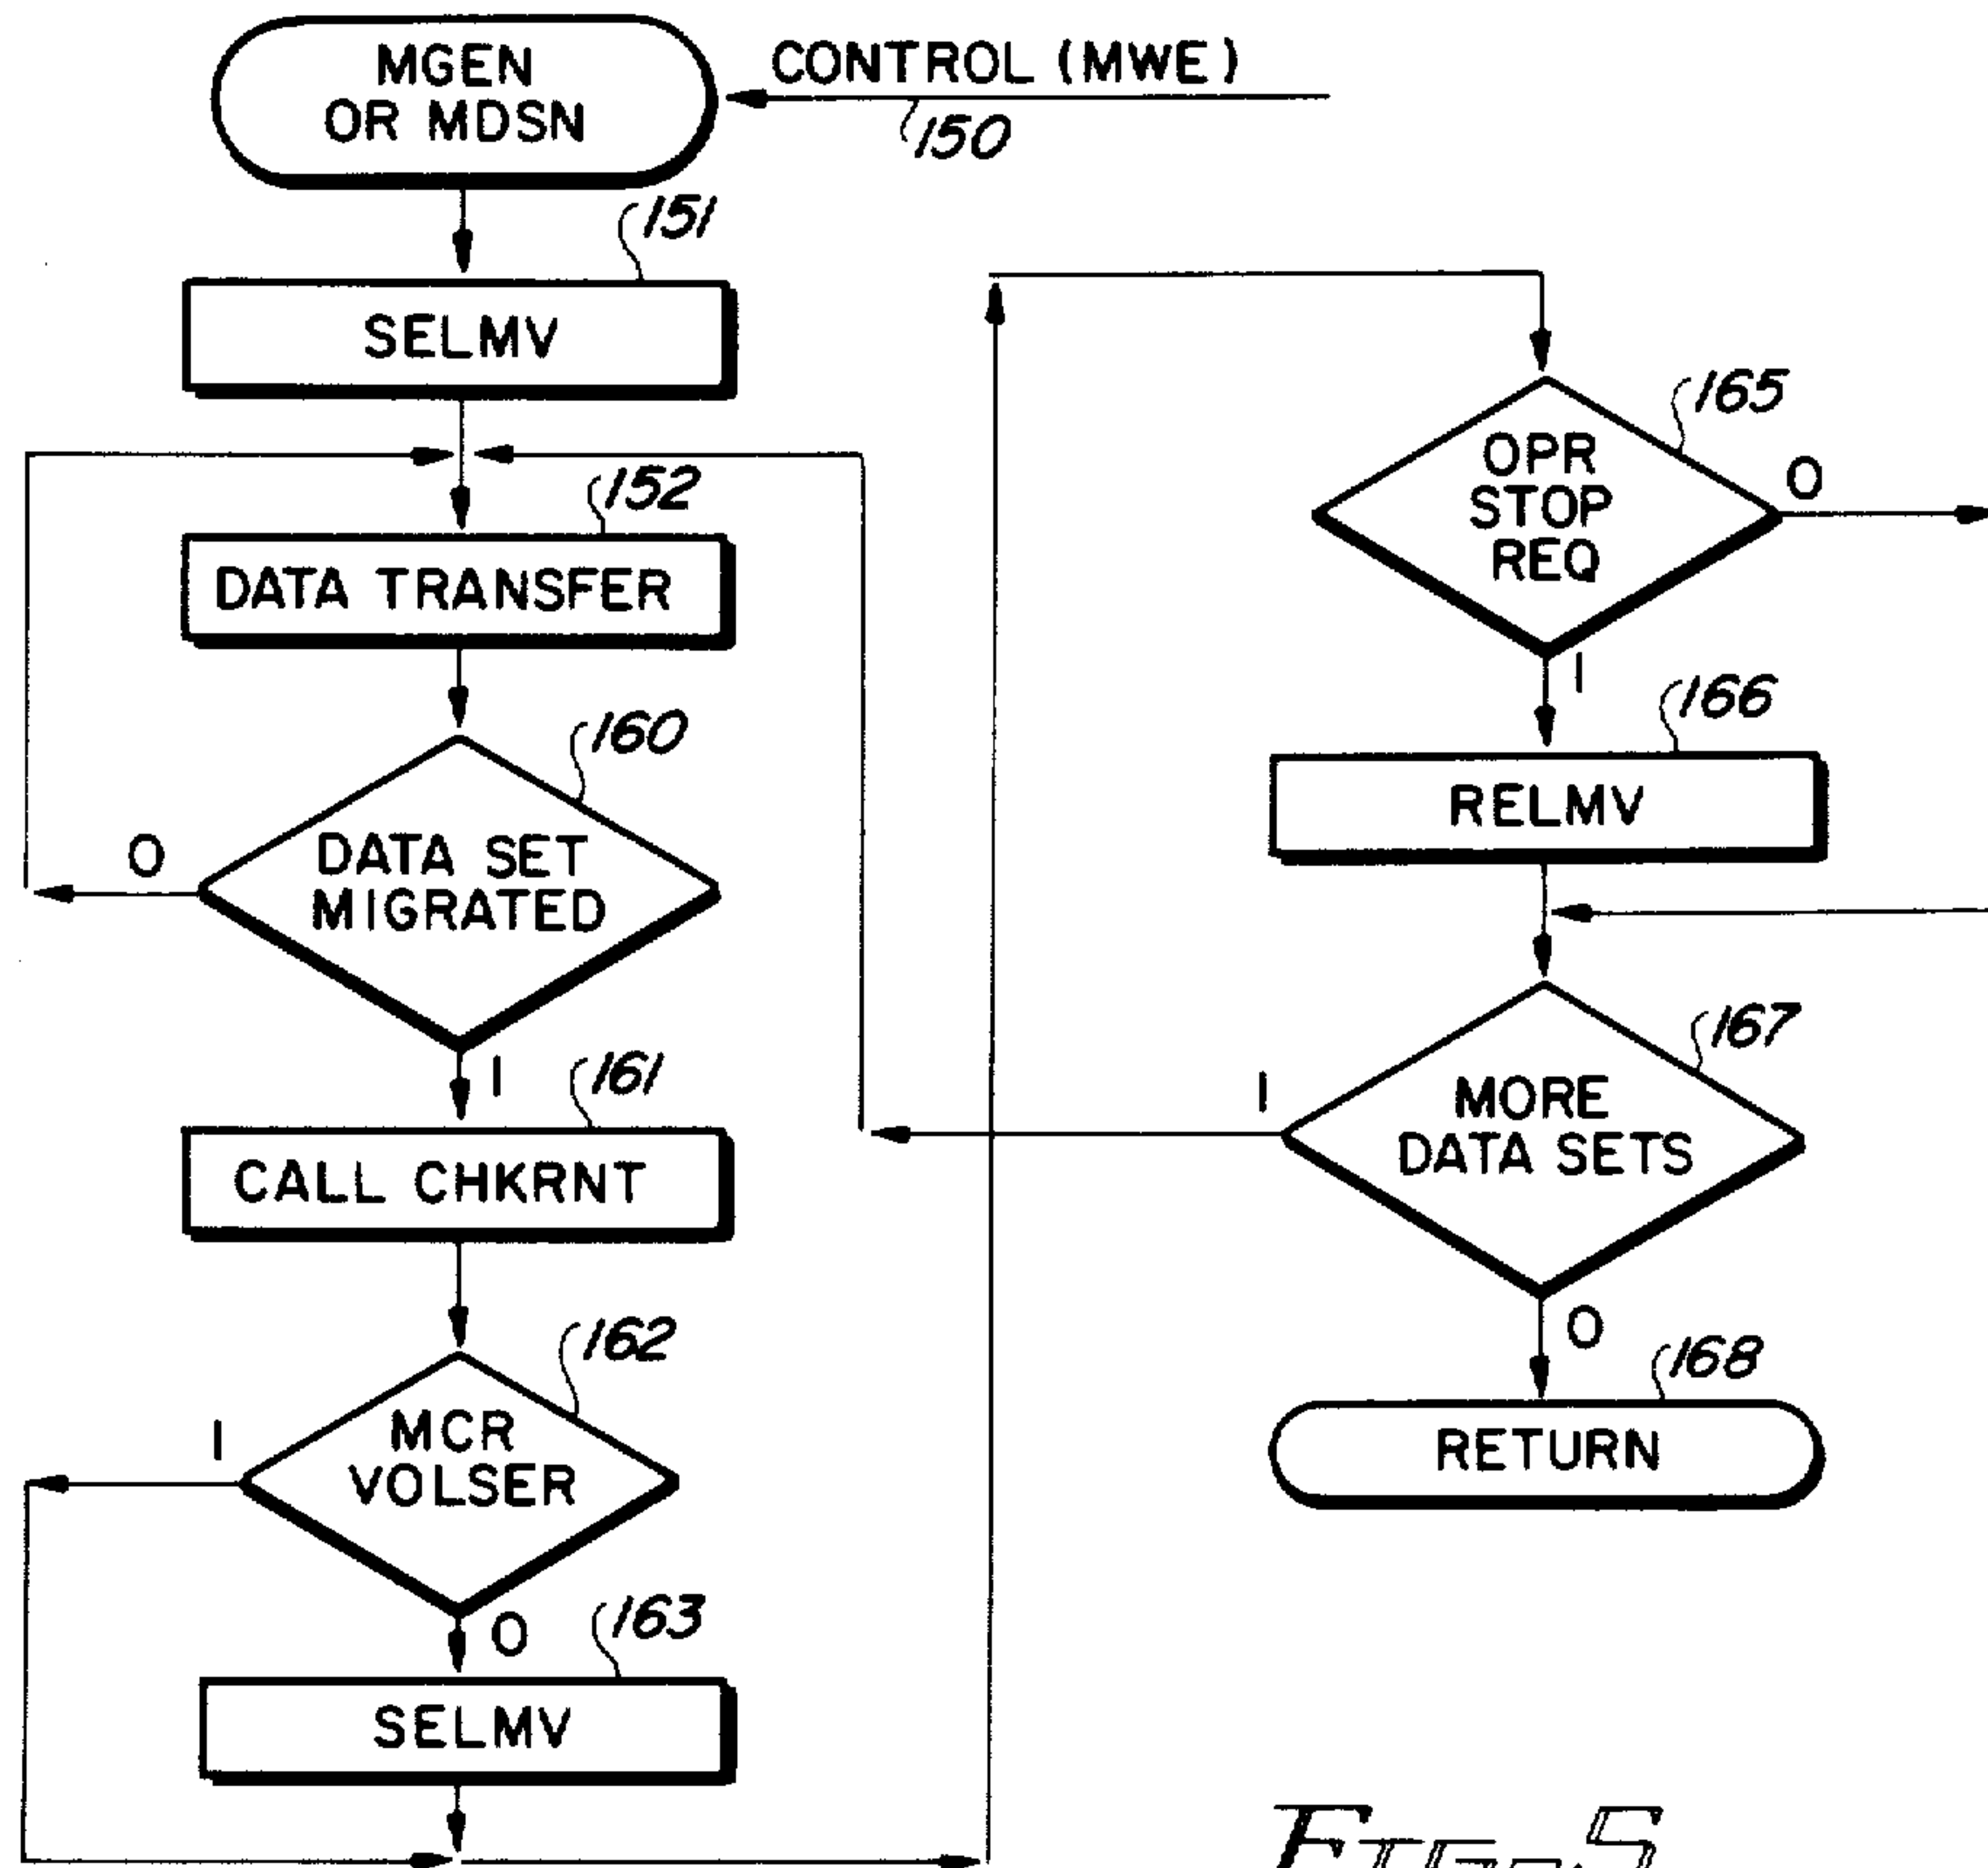 MGEN
OR MDSN
CONTROL (MWE)
150
151
SELMV
152
DATA TRANSFER
160
DATA SET
MIGRATED
0
1
161
CALL CHKRNT
162
MCR
VOLSER
1
0
163
SELMV
165
OPR
STOP
REQ
0
1
166
RELMV
167
MORE
DATA SETS
1
0
168
RETURN
FIG. 5